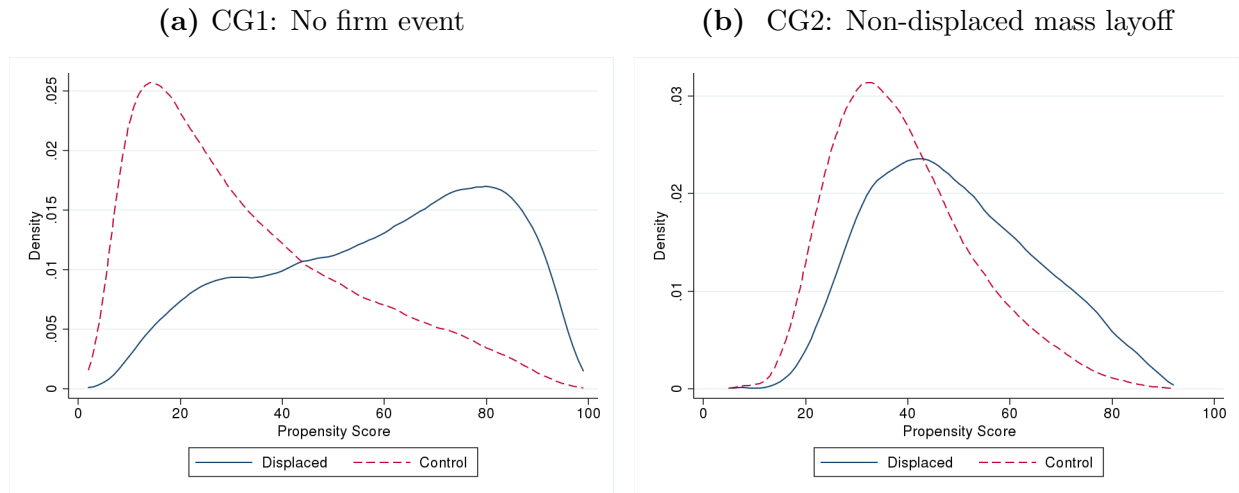 (a) CG1: No firm event
.025
.02
.015
.01
.005
0
Density
0 20 40 60 80 100
Propensity Score
Displaced Control
(b) CG2: Non-displaced mass layoff
.03
.02
.01
0
Density
0 20 40 60 80 100
Propensity Score
Displaced Control